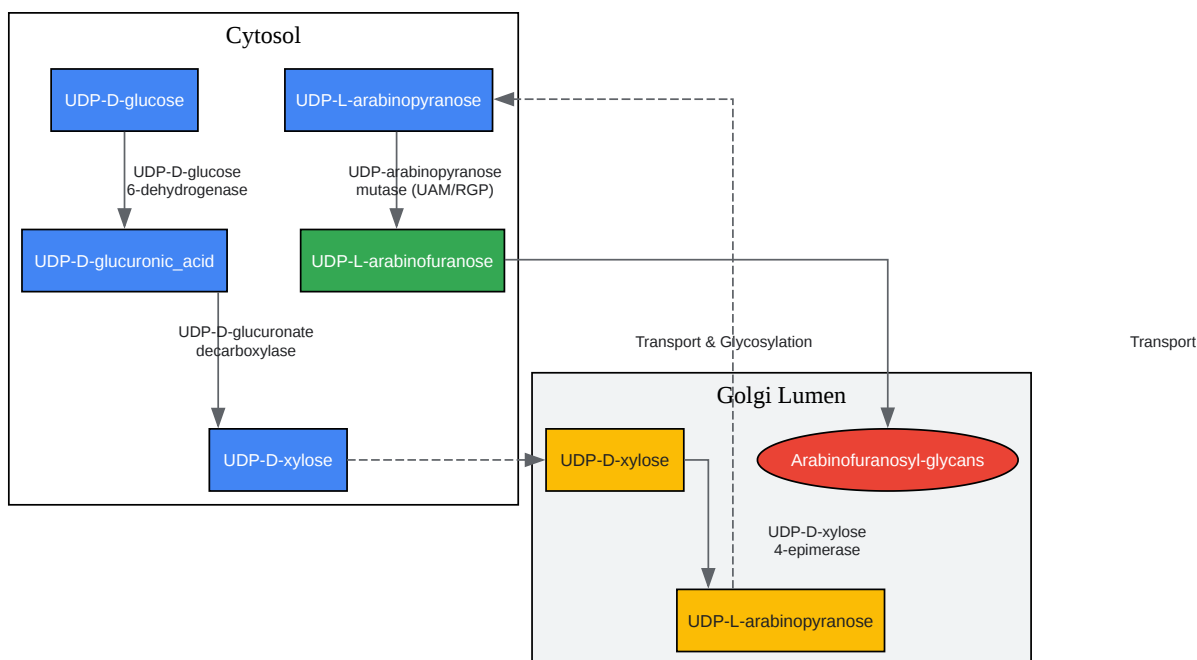 Cytosol
UDP-D-glucose
UDP-L-arabinopyranose
UDP-D-glucose
6-dehydrogenase
UDP-arabinopyranose
mutase (UAM/RGP)
UDP-D-glucuronic_acid
UDP-L-arabinofuranose
UDP-D-glucuronate
decarboxylase
Transport & Glycosylation
Transport
Golgi Lumen
UDP-D-xylose
UDP-D-xylose
Arabinofuranosyl-glycans
UDP-D-xylose
4-epimerase
UDP-L-arabinopyranose